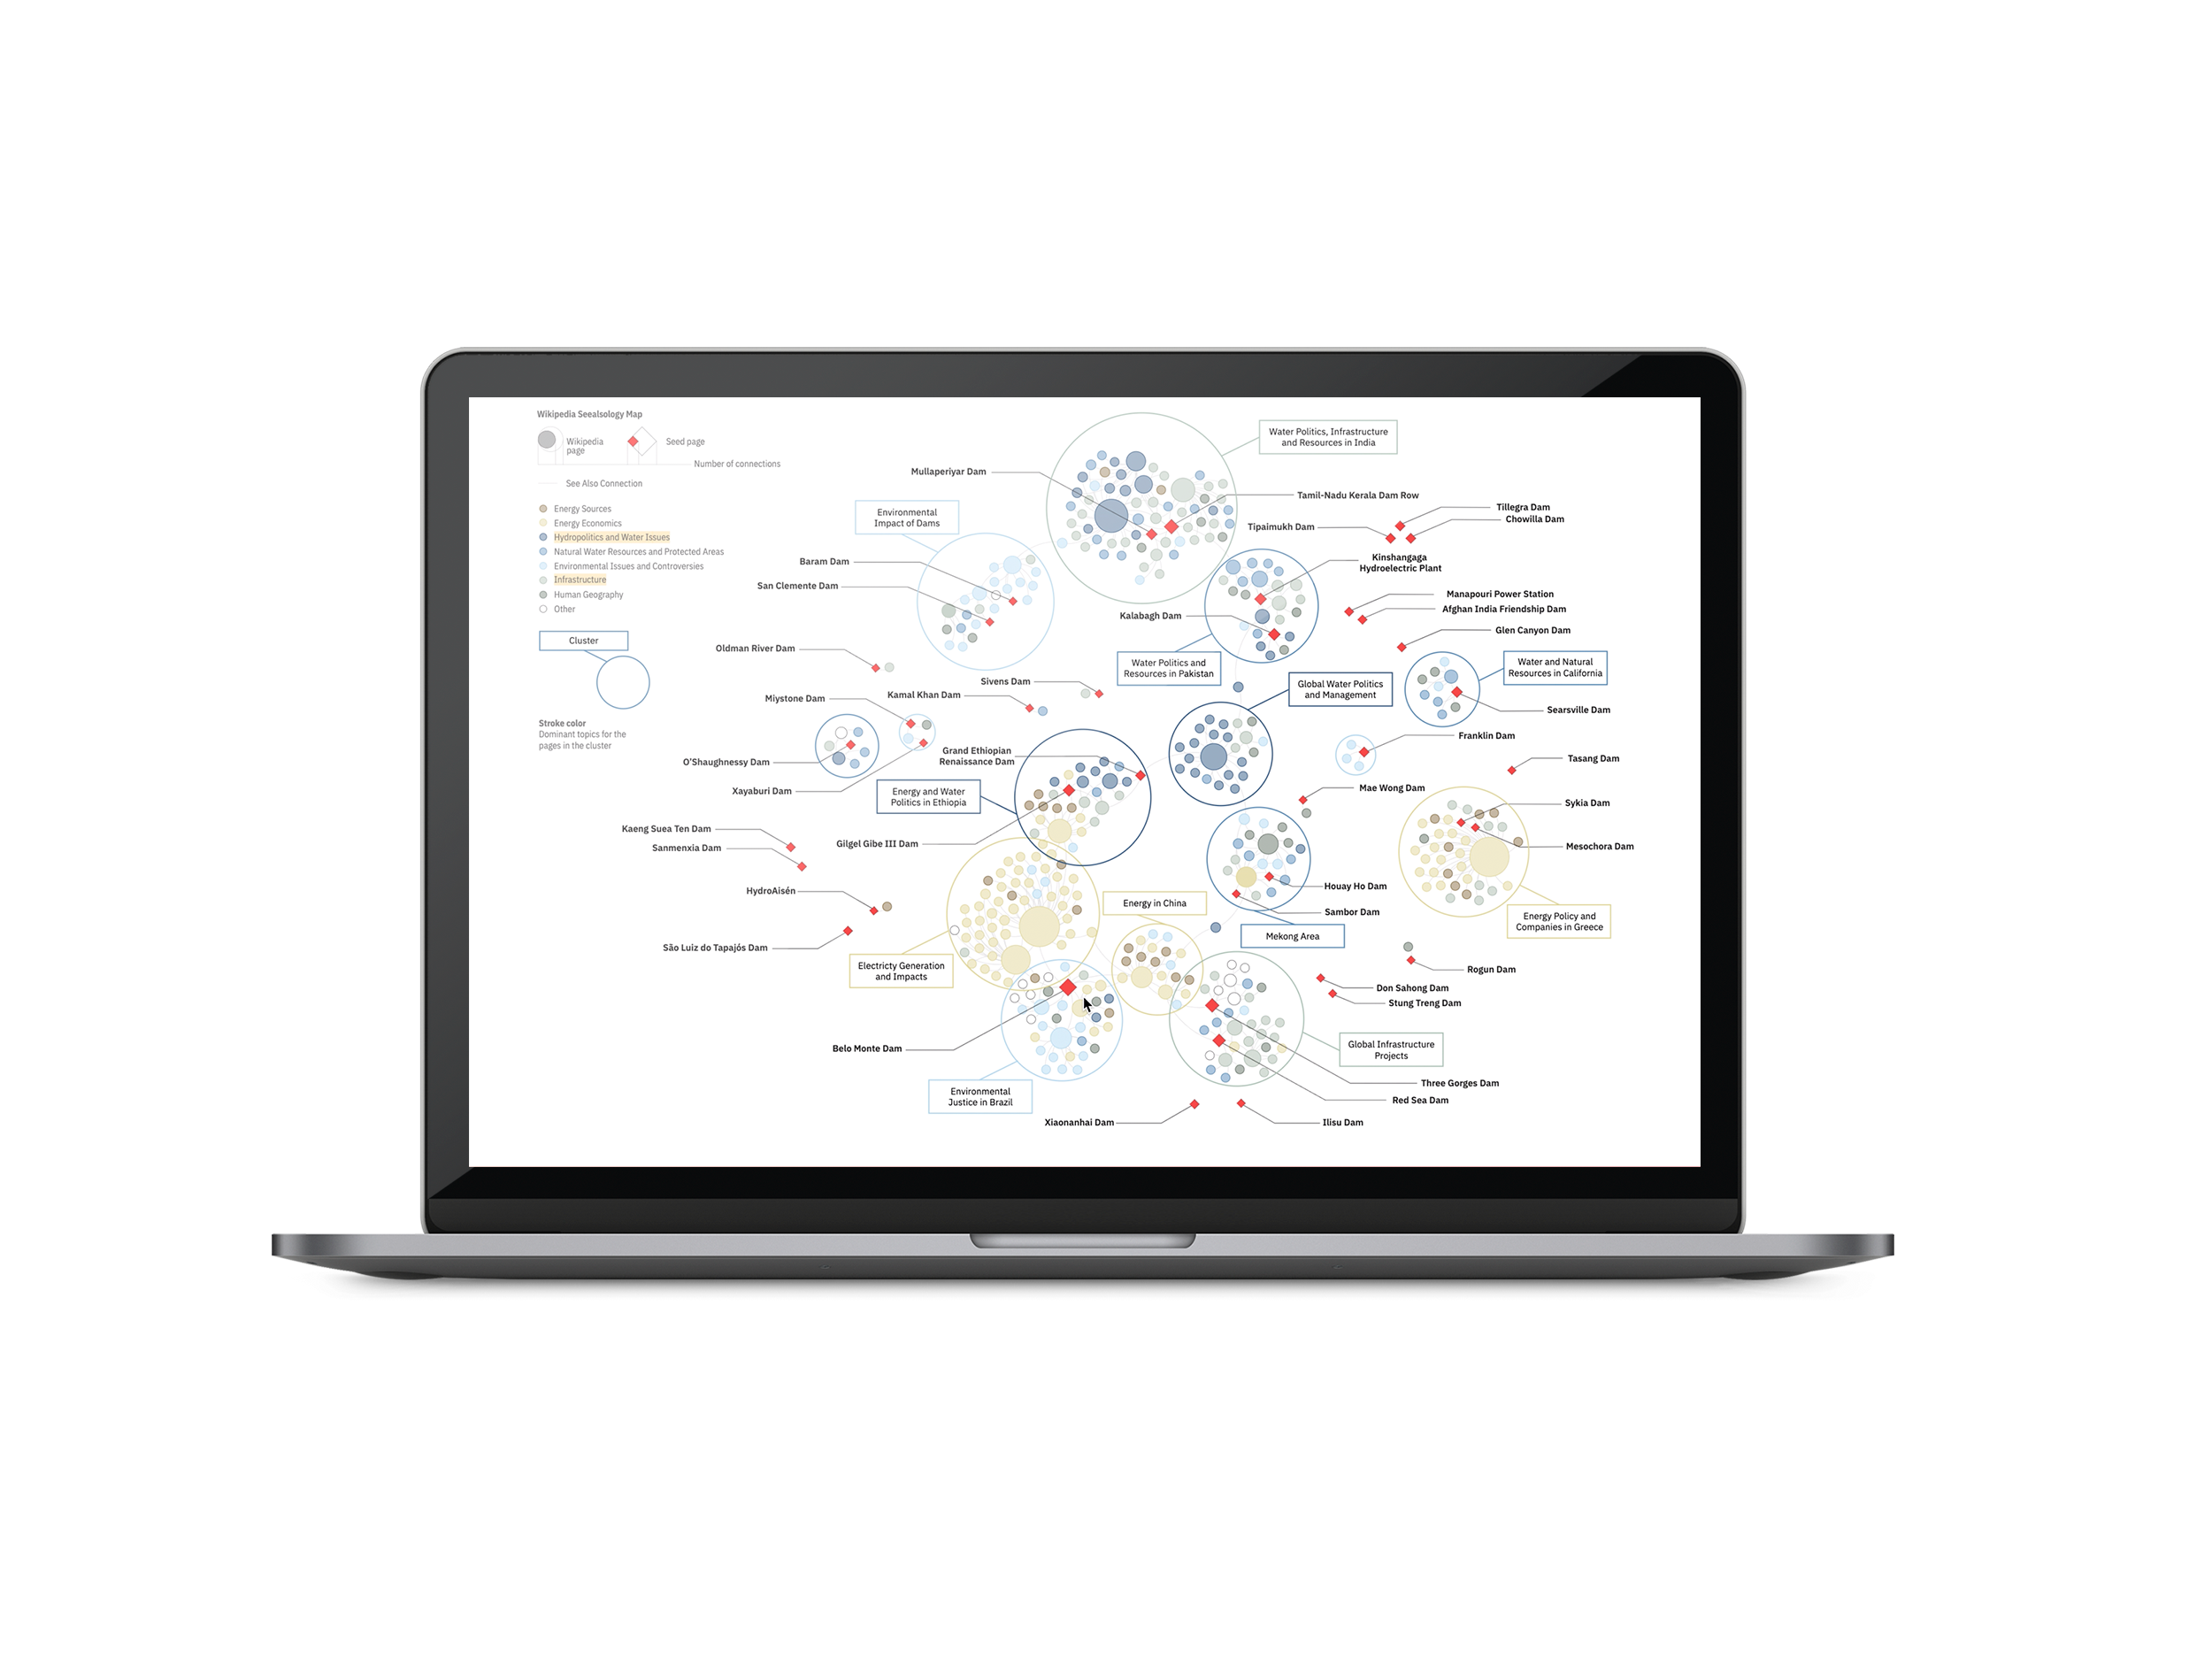 Wikipedia Seealsology Map
Wikipedia
page
Seed page
Number of connections
See Also Connection
Energy Sources
Energy Economics
Hydropolitics and Water Issues
Natural Water Resources and Protected Areas
Environmental Issues and Controversies
Infrastructure
Human Geography
Other
Cluster
Stroke color
Dominant topics for the
pages in the cluster
Water Politics, Infrastructure
and Resources in India
Mullaperiyar Dam
Tamil-Nadu Kerala Dam Row
Tillegra Dam
Chowilla Dam
Tipaimukh Dam
Environmental
Impact of Dams
Baram Dam
San Clemente Dam
Kinshangaga
Hydroelectric Plant
Manapouri Power Station
Afghan India Friendship Dam
Kalabagh Dam
Glen Canyon Dam
Oldman River Dam
Water Politics and
Resources in Pakistan
Water and Natural
Resources in California
Sivens Dam
Global Water Politics
and Management
Miystone Dam
Kamal Khan Dam
Searsville Dam
Franklin Dam
Grand Ethiopian
Renaissance Dam
O'Shaughnessy Dam
Tasang Dam
Xayaburi Dam
Energy and Water
Politics in Ethiopia
Mae Wong Dam
Sykia Dam
Kaeng Suea Ten Dam
Gilgel Gibe III Dam
Sanmenxia Dam
Mesochora Dam
HydroAisén
Houay Ho Dam
Energy in China
Sambor Dam
Energy Policy and
Companies in Greece
Mekong Area
São Luiz do Tapajós Dam
Electricty Generation
and Impacts
Rogun Dam
Don Sahong Dam
Stung Treng Dam
Belo Monte Dam
Global Infrastructure
Projects
Three Gorges Dam
Environmental
Justice in Brazil
Red Sea Dam
Xiaonanhai Dam
Ilisu Dam